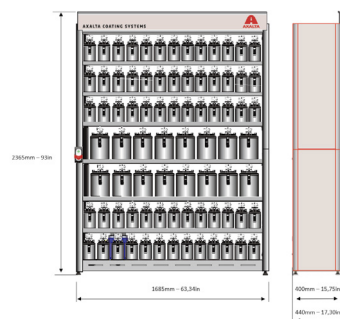 AXALTA COATING SYSTEMS
AXALTA
2365mm – 93in
1685mm – 63,34in
400mm – 15,75in
440mm – 17,30in